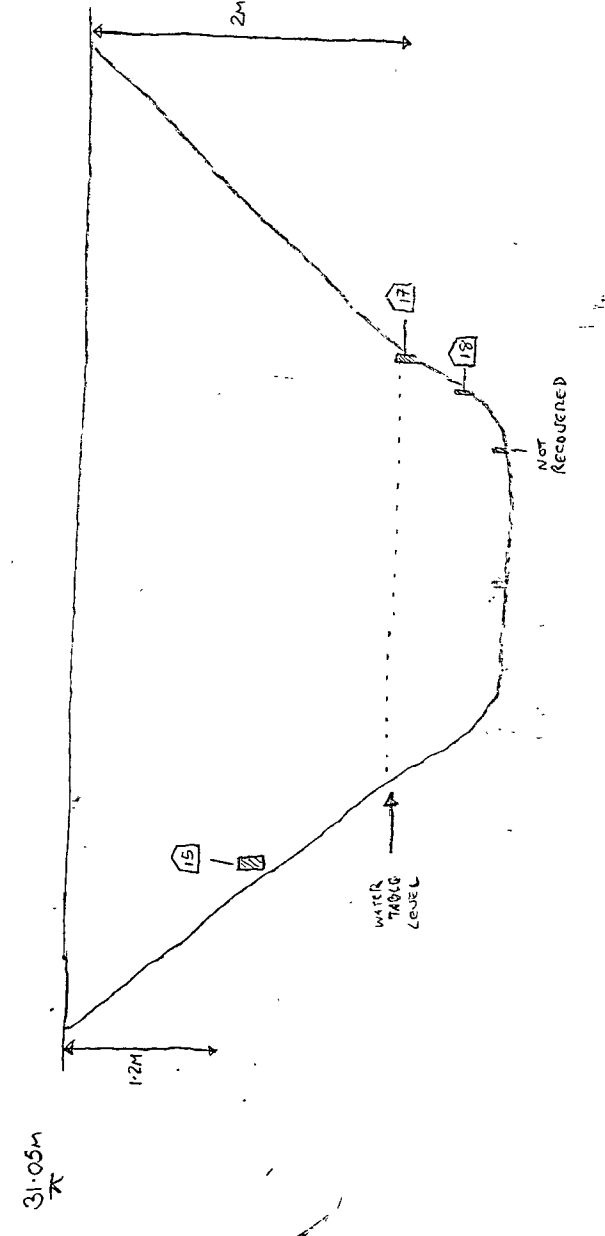 31.05m
1.2M
15
WATER
TABLE
LEVEL
NOT
RECOVERED
18
17
2M